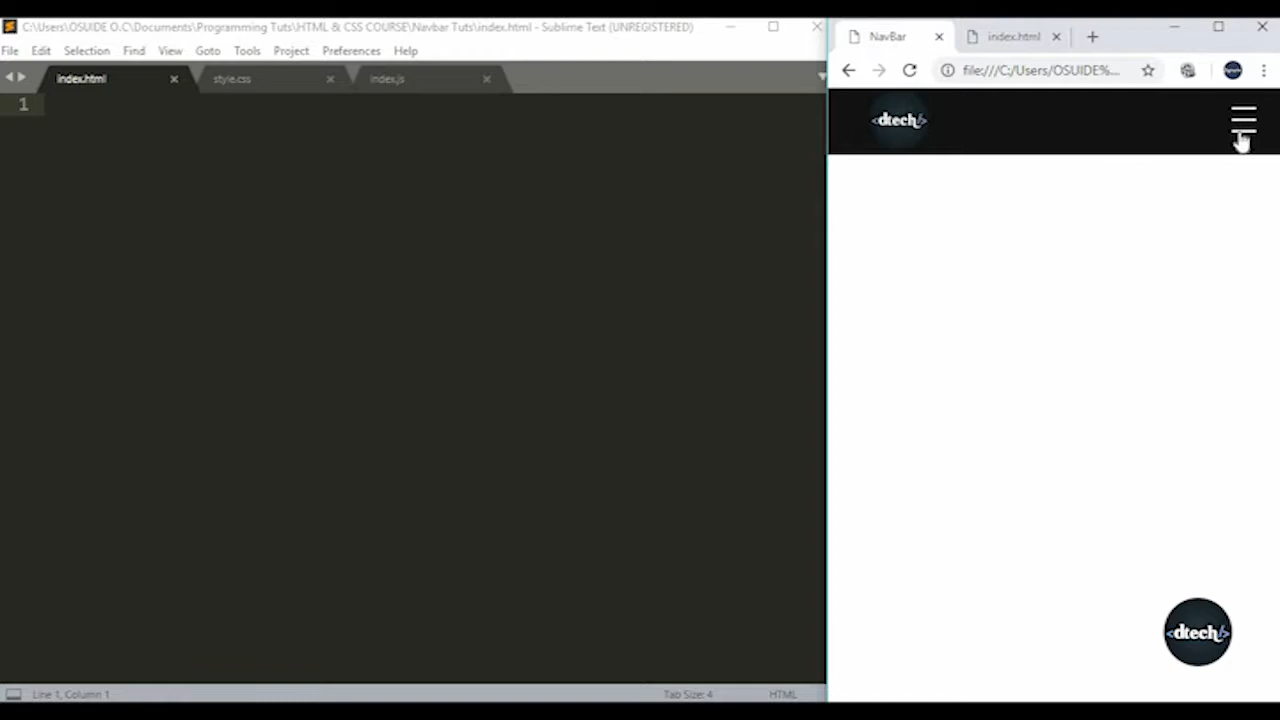 C:\Users\OSUIDE O.C\Documents\Programming Tuts\HTML & CSS COURSE\Navbar Tuts\index.html - Sublime Text (UNREGISTERED)
File Edit Selection Find View Goto Tools Project Preferences Help
index.html style.css index.js
1
Line 1, Column 1 Tab Size: 4 HTML
NavBar index.html
file:///C:/Users/OSUIDE%...
<dtech/>
<dtech/>